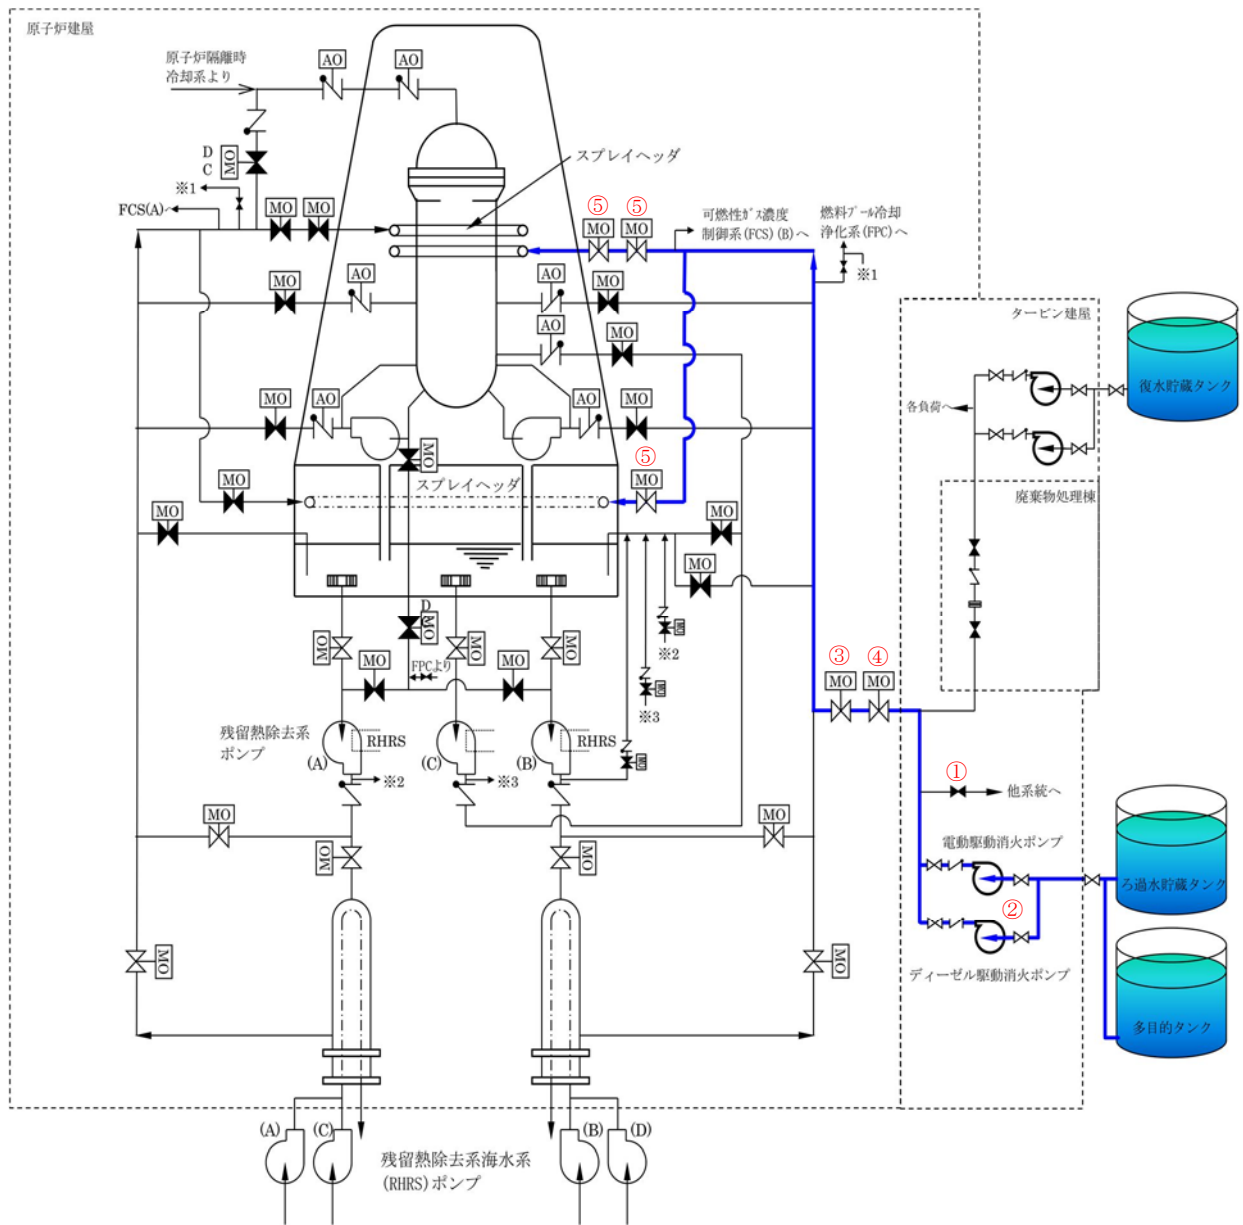 原子炉建屋
原子炉隔離時
冷却系より
AO
AO
スプレイヘッダ
D
C
MO
※1
FCS(A)へ
MO
MO
⑤
⑤
MO
MO
可燃性ガス濃度
制御系(FCS)(B)へ
燃料プール冷却
浄化系(FPC)へ
※1
MO
AO
AO
MO
AO
MO
タービン建屋
復水貯蔵タンク
各負荷へ
MO
AO
AO
MO
MO
スプレイヘッダ
⑤
MO
MO
MO
MO
MO
廃棄物処理棟
D
MO
MO
MO
MO
MO
※2
FPCより
MO
MO
MO
※3
③
④
MO
MO
残留熱除去系
ポンプ
(A)
RHRS
(C)
(B)
RHRS
MO
※2
※3
①
他系統へ
MO
MO
電動駆動消火ポンプ
MO
MO
ろ過水貯蔵タンク
②
MO
MO
ディーゼル駆動消火ポンプ
多目的タンク
(A)
(C)
(B)
(D)
残留熱除去系海水系
(RHRS)ポンプ